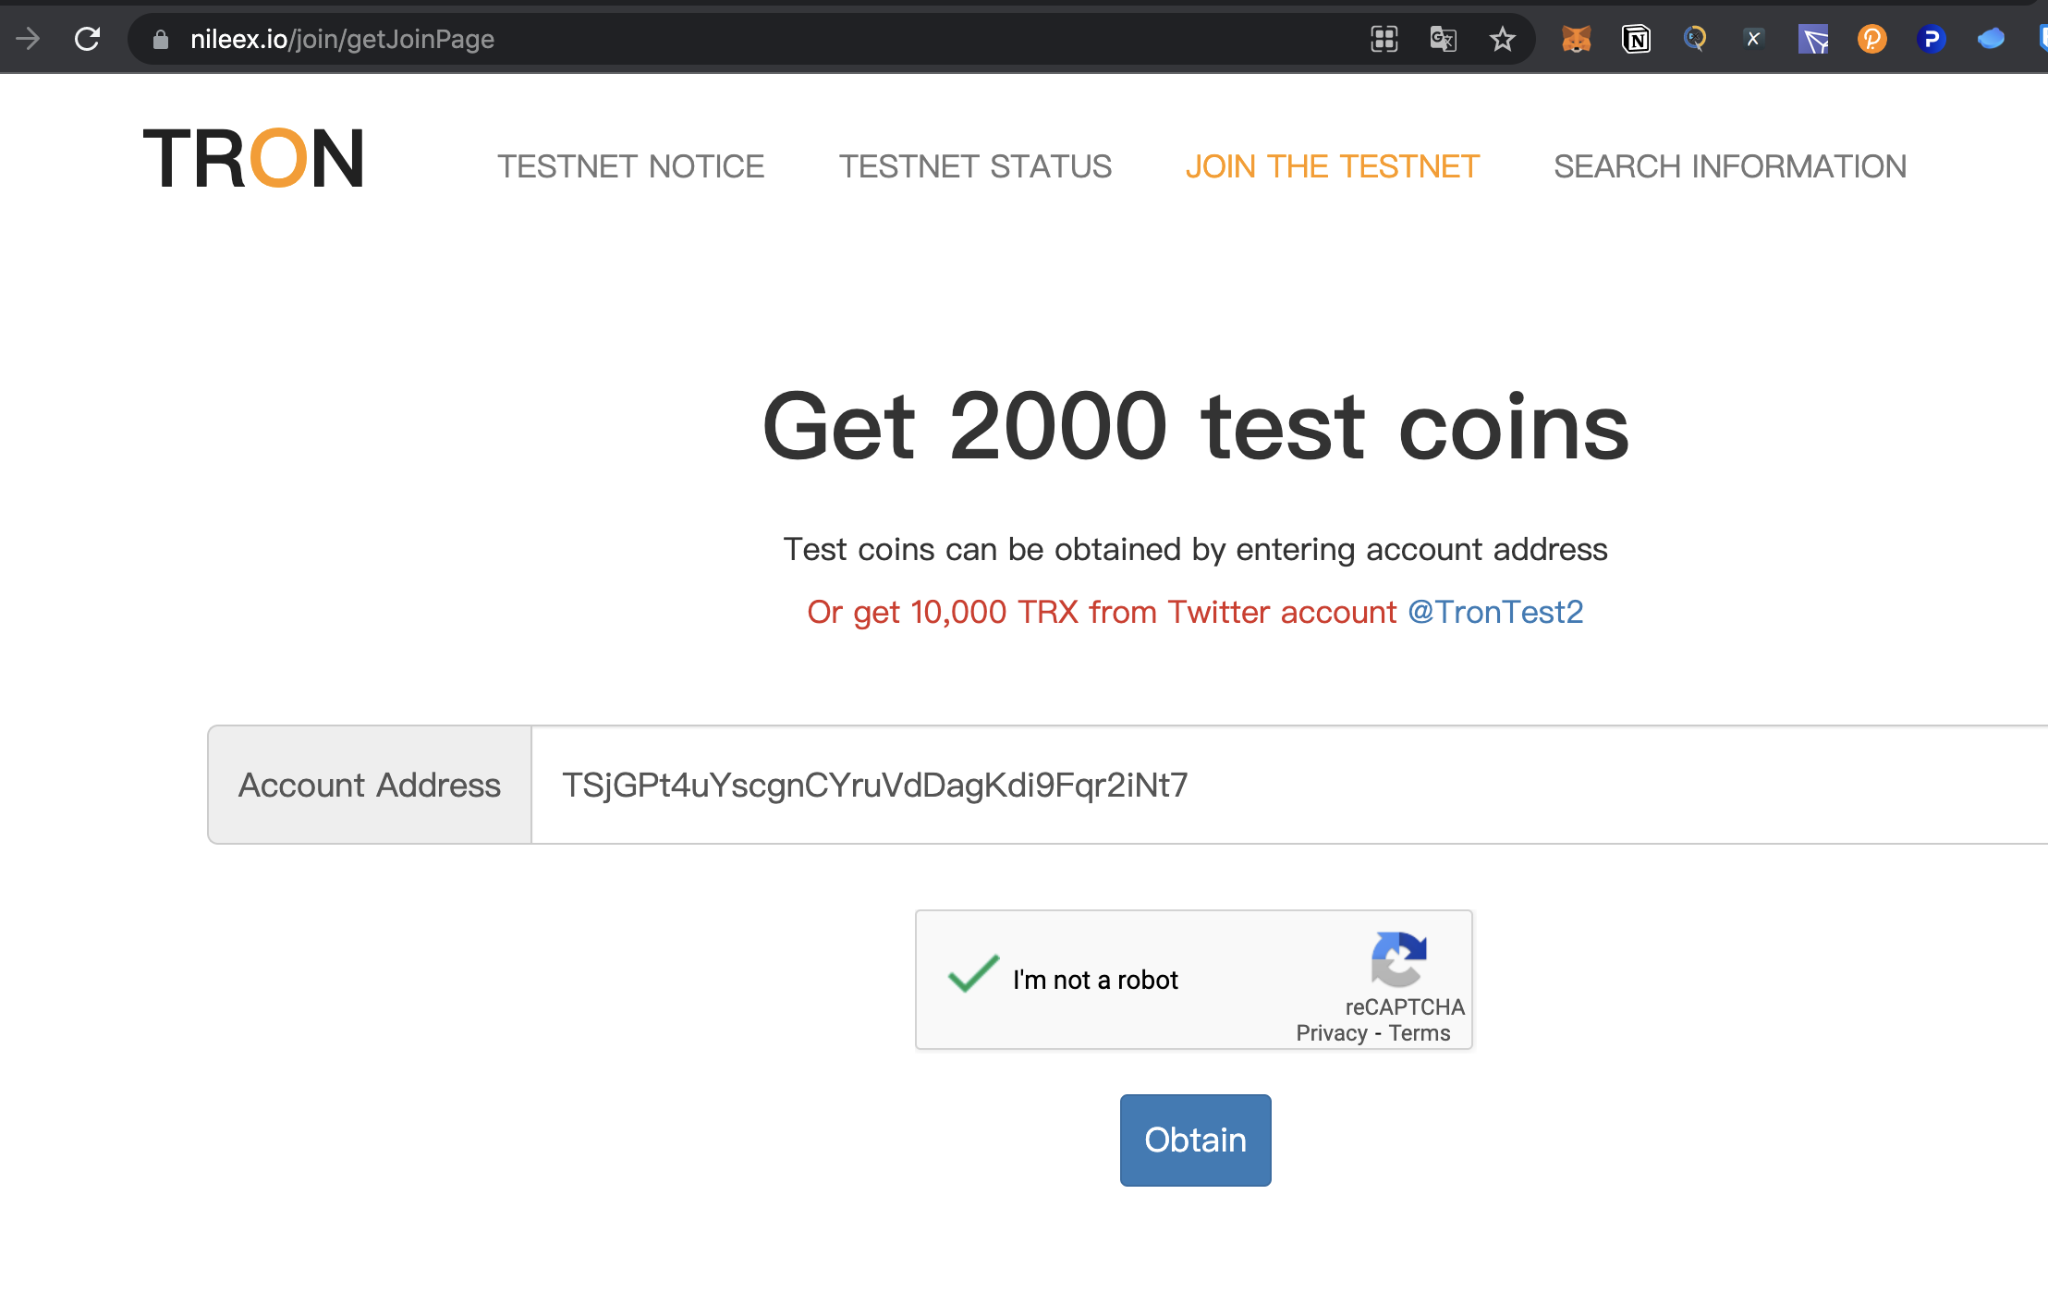 nileex.io/join/getJoinPage
TRON
TESTNET NOTICE
TESTNET STATUS
JOIN THE TESTNET
SEARCH INFORMATION
Get 2000 test coins
Test coins can be obtained by entering account address
Or get 10,000 TRX from Twitter account @TronTest2
Account Address
TSjGPt4uYscgnCYruVdDagKdi9Fqr2iNt7
I'm not a robot
reCAPTCHA
Privacy - Terms
Obtain